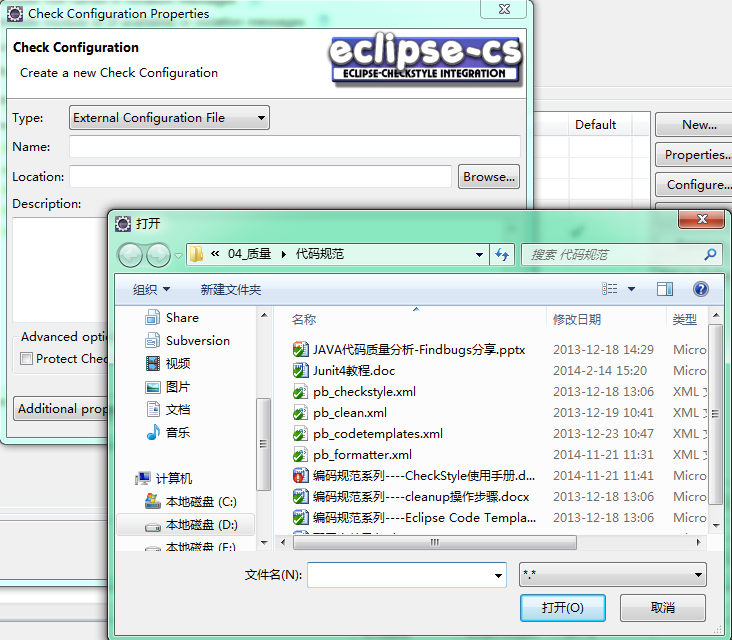 Check Configuration Properties
Check Configuration
Create a new Check Configuration
eclipse-cs
ECLIPSE-CHECKSTYLE INTEGRATION
Type:
External Configuration File
Default
New...
Name:
Properties...
Location:
Browse...
Configure...
Description:
打开
« 04_质量 ▸ 代码规范
搜索 代码规范
组织
新建文件夹
名称
修改日期
类型
Share
Subversion
视频
图片
文档
音乐
计算机
本地磁盘 (C:)
本地磁盘 (D:)
本地磁盘 (E:)
JAVA代码质量分析-Findbugs分享.pptx 2013-12-18 14:29 Micro
Junit4教程.doc 2014-2-14 15:20 Micro
pb_checkstyle.xml 2013-12-18 13:06 XML
pb_clean.xml 2013-12-19 10:41 XML
pb_codetemplates.xml 2013-12-23 10:47 XML
pb_formatter.xml 2014-11-21 11:31 XML
编码规范系列----CheckStyle使用手册.d... 2014-11-21 11:41 Micro
编码规范系列----cleanup操作步骤.docx 2013-12-18 13:06 Micro
编码规范系列----Eclipse Code Templa... 2013-12-18 13:06 Micro
Advanced opti
Protect Chec
Additional prop
文件名(N):
*.*
打开(O)
取消